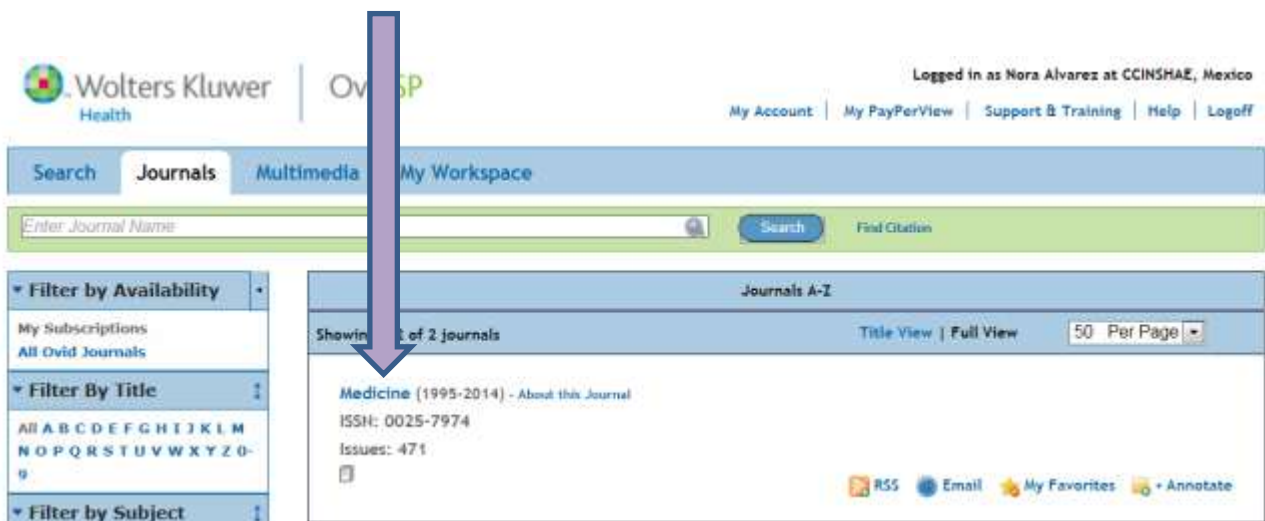 Wolters Kluwer
Health
Ov SP
Logged in as Nora Alvarez at CCINSHAE, Mexico
My Account | My PayPerView | Support & Training | Help | Logoff
Search Journals Multimedia My Workspace
Enter Journal Name
Search
Find Citation
Filter by Availability
My Subscriptions
All Ovid Journals
Filter By Title
All A B C D E F G H I J K L M
N O P Q R S T U V W X Y Z 0-
9
Filter by Subject
Journals A-Z
Showin of 2 journals
Title View | Full View
50 Per Page
Medicine (1995-2014) - About this Journal
ISSN: 0025-7974
Issues: 471
RSS Email My Favorites + Annotate